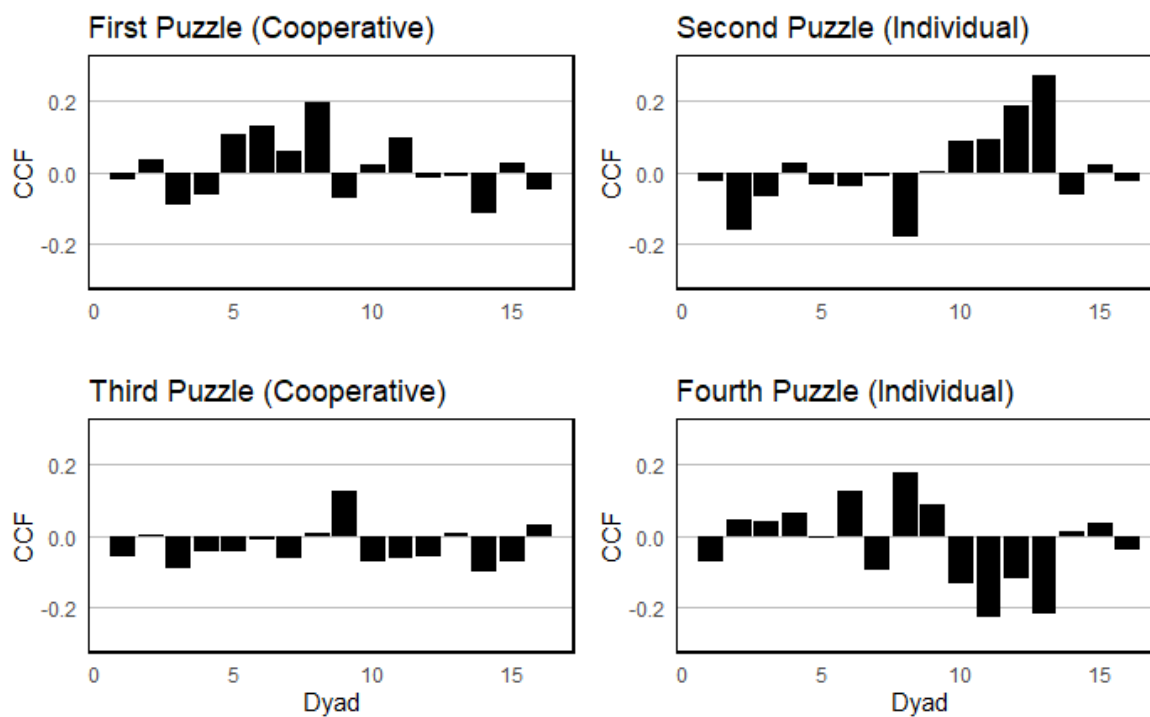 First Puzzle (Cooperative)
Second Puzzle (Individual)
CCF
0.2
0.0
-0.2
0 5 10 15
CCF
0.2
0.0
-0.2
0 5 10 15
Third Puzzle (Cooperative)
Fourth Puzzle (Individual)
CCF
0.2
0.0
-0.2
0 5 10 15
Dyad
CCF
0.2
0.0
-0.2
0 5 10 15
Dyad